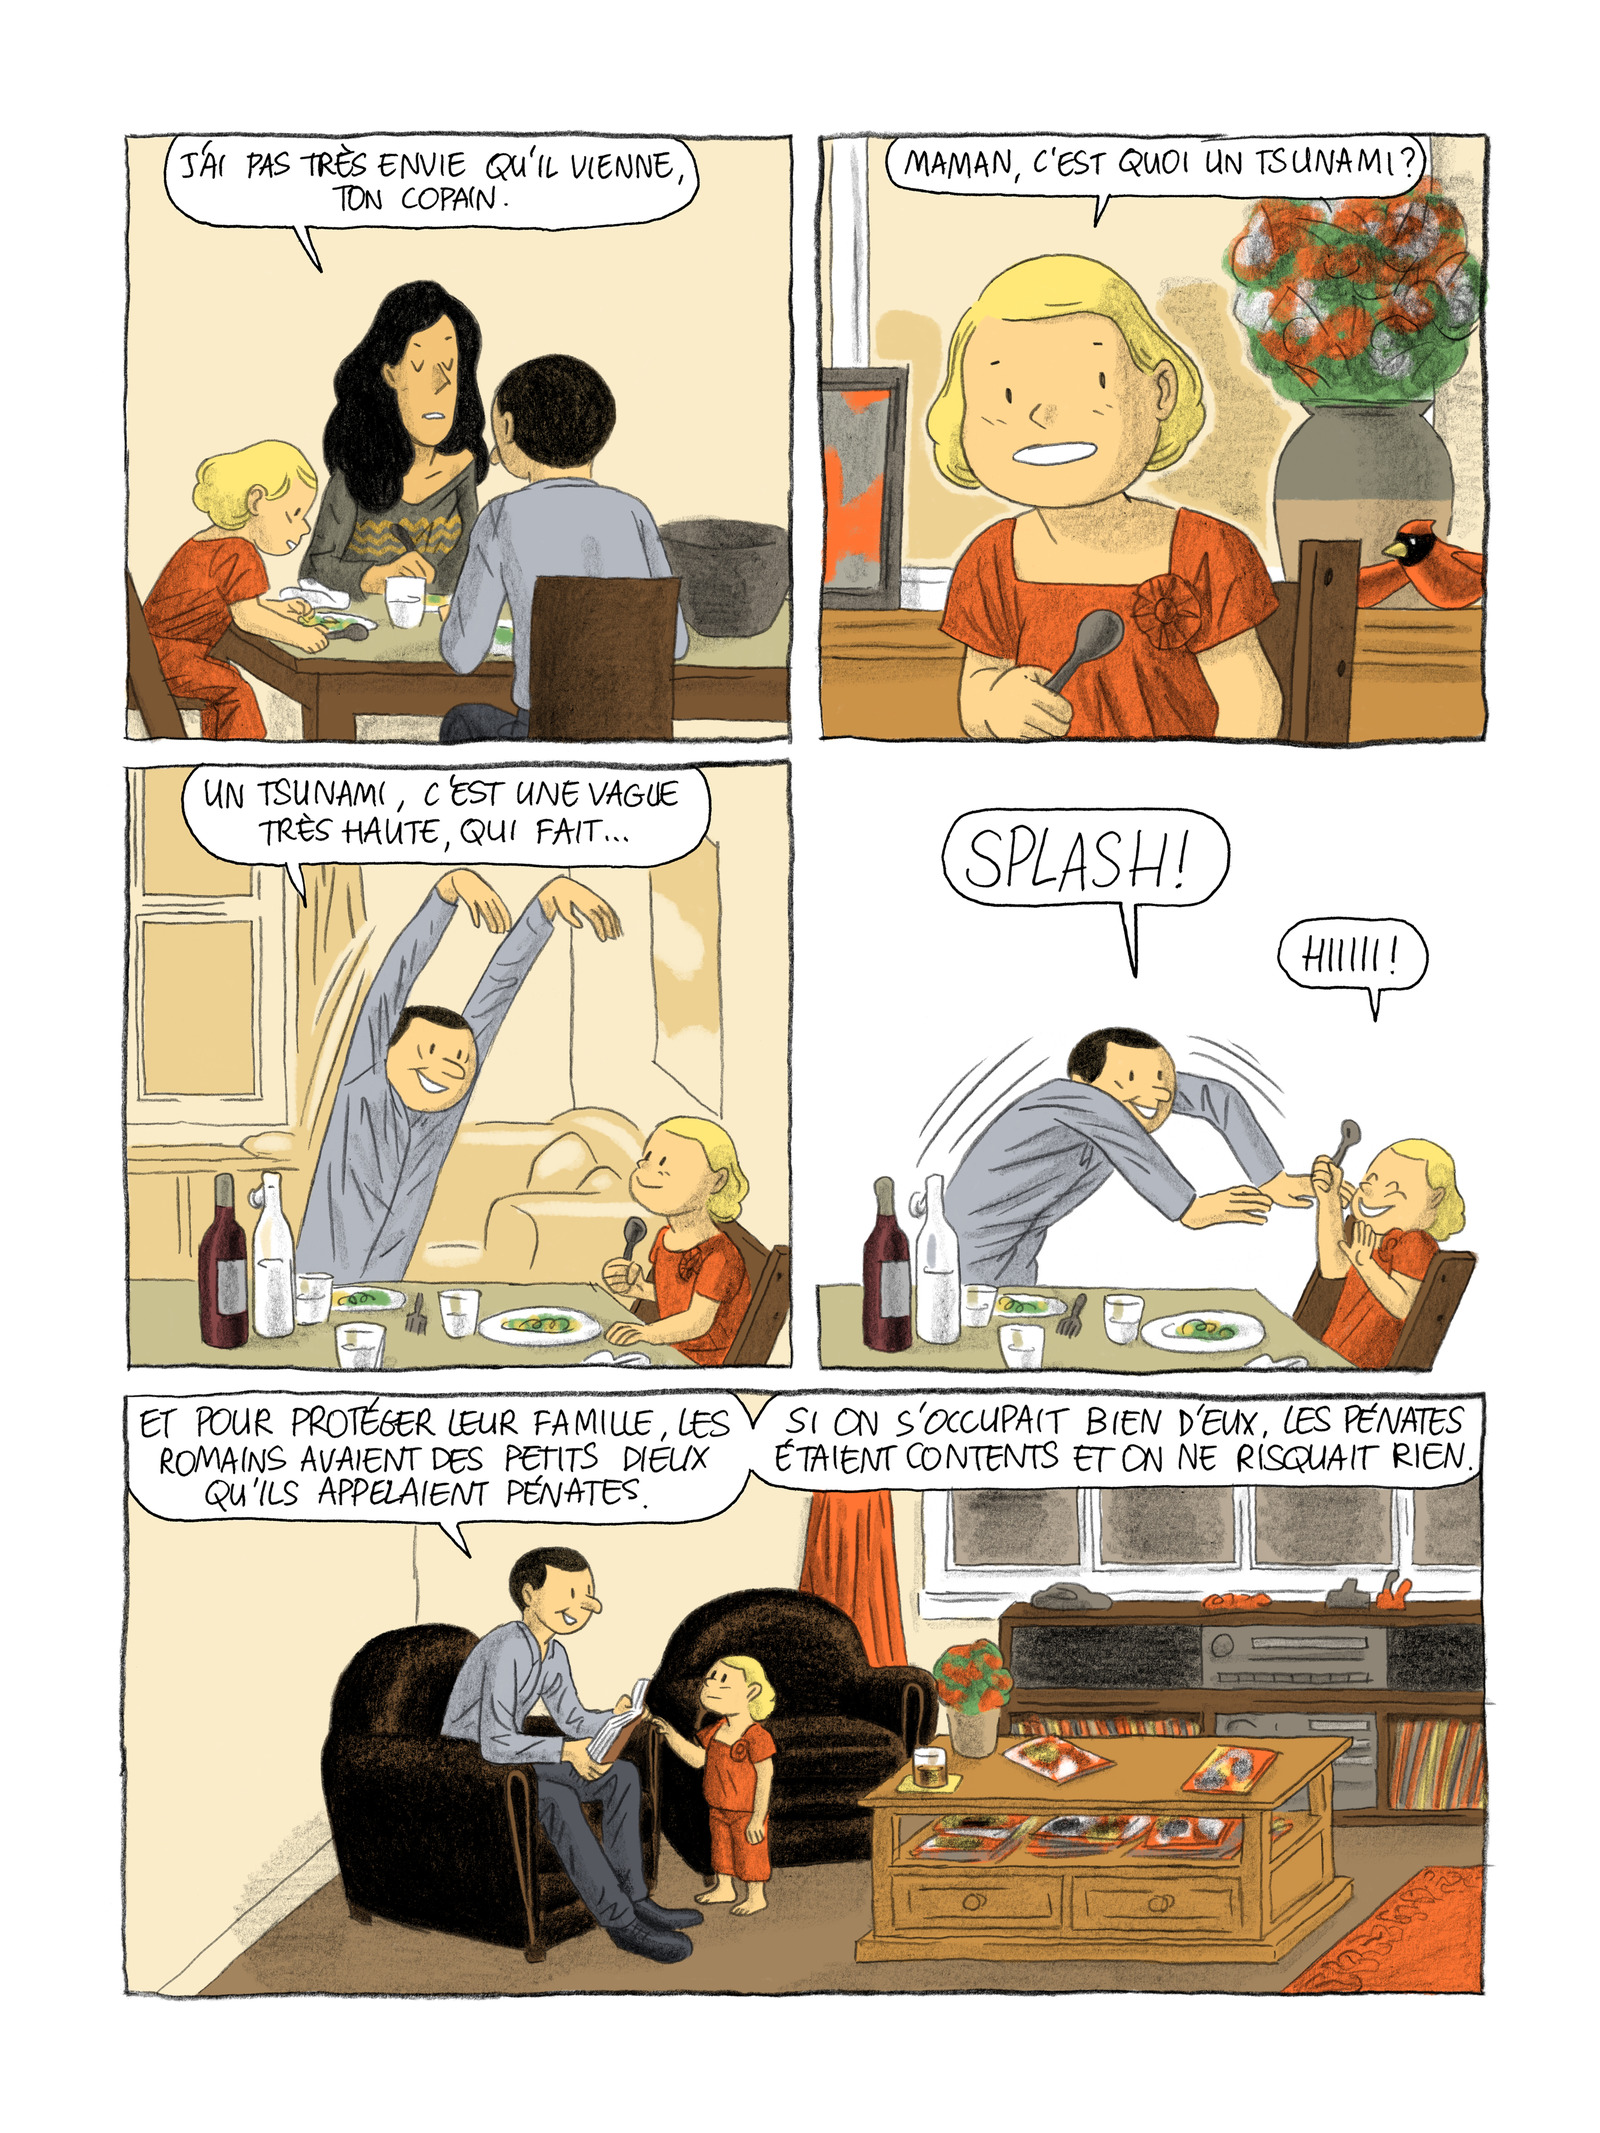 J'AI PAS TRÈS ENVIE QU'IL VIENNE,
TON COPAIN.
MAMAN, C'EST QUOI UN TSUNAMI?
UN TSUNAMI, C'EST UNE VAGUE
TRÈS HAUTE, QUI FAIT...
SPLASH!
HIIIIII!
ET POUR PROTÉGER LEUR FAMILLE, LES
ROMAINS AVAIENT DES PETITS DIEUX
QU'ILS APPELAIENT PÉNATES.
SI ON S'OCCUPAIT BIEN D'EUX, LES PÉNATES
ÉTAIENT CONTENTS ET ON NE RISQUAIT RIEN.